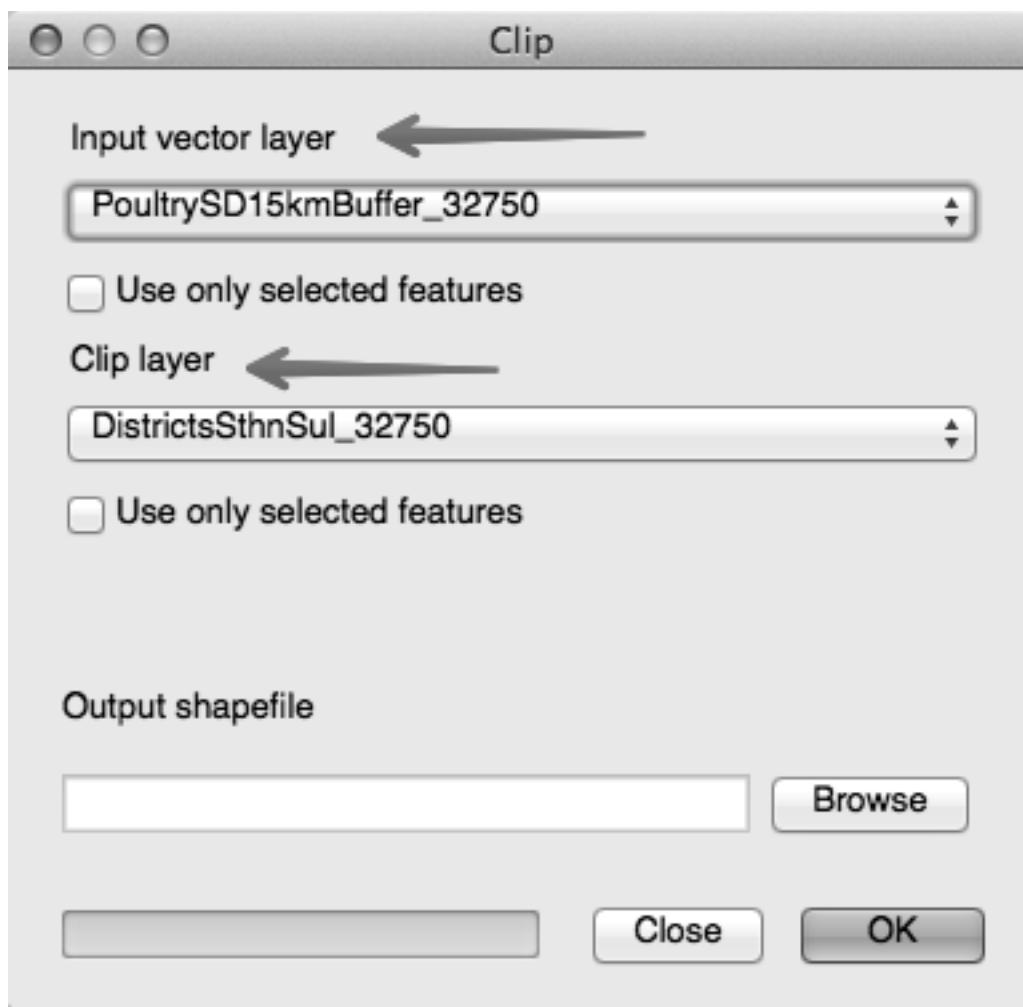 Clip
Input vector layer
PoultrySD15kmBuffer_32750
Use only selected features
Clip layer
DistrictsSthnSul_32750
Use only selected features
Output shapefile
Browse
Close
OK